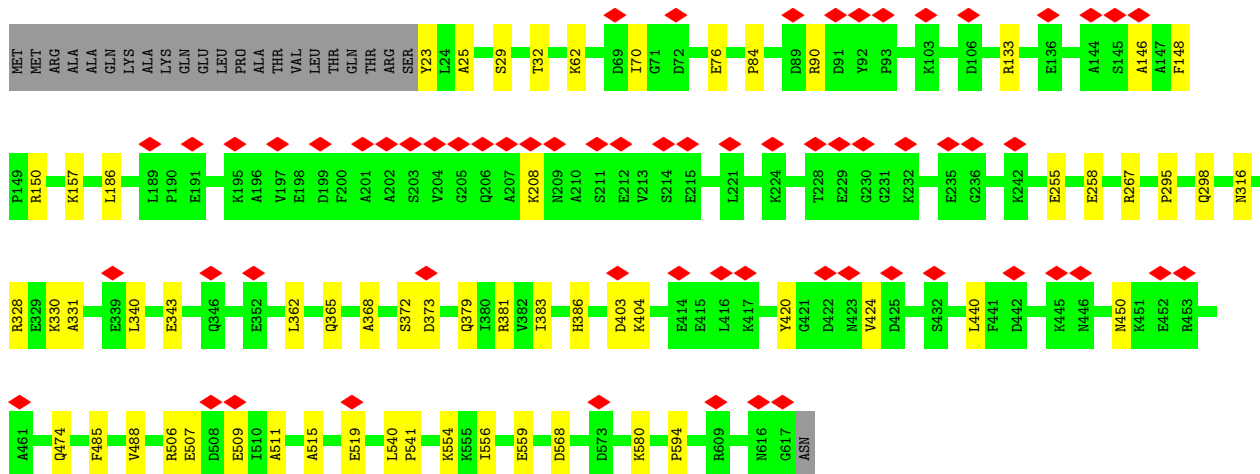 MET MET ARG ALA ALA GLN LYS ALA LYS GLN GLU LEU PRO ALA THR VAL LEU THR GLN THR ARG SER Y23 L24 A25 S29 T32 K62 D69 I70 G71 D72 E76 P84 D89 R90 D91 Y92 P93 K103 D106 R133 E136 A144 S145 A146 A147 F148
P149 R150 K157 L186 L189 P190 E191 K195 A196 V197 E198 D199 F200 A201 A202 S203 V204 G205 Q206 A207 K208 N209 A210 S211 E212 V213 S214 E215 L221 K224 T228 E229 G230 G231 K232 E235 G236 K242 E255 E258 R267 P295 Q298 N316
R328 E329 K330 A331 E339 L340 E343 Q346 E352 L362 Q365 A368 S372 D373 Q379 I380 R381 V382 I383 H386 D403 K404 E414 E415 L416 K417 Y420 G421 D422 N423 V424 D425 S432 L440 F441 D442 K445 N446 N450 K451 E452 R453
A461 Q474 F485 V488 R506 E507 D508 E509 I510 A511 A515 E519 L540 P541 K554 K555 I556 E559 D568 D573 K580 P594 R609 N616 G617 ASN